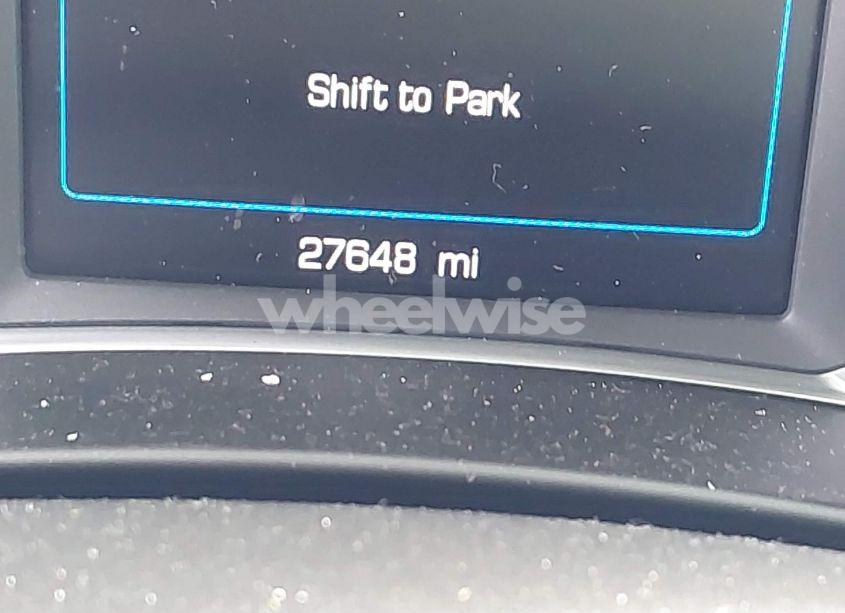 Shift to Park
27648 mi
wheelwise